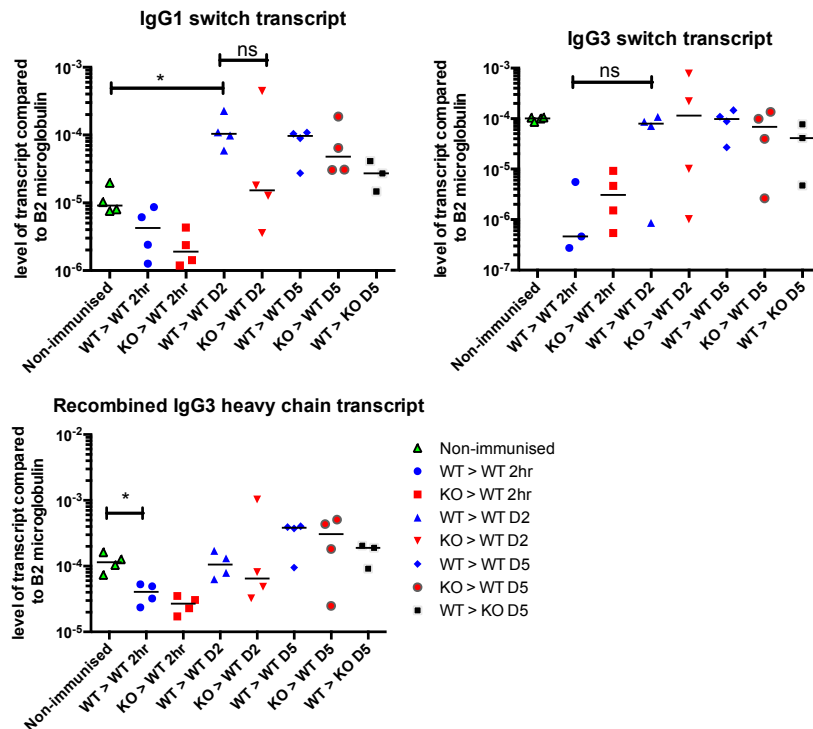 IgG1 switch transcript
level of transcript compared
to B2 microglobulin
10-3
10-4
10-5
10-6
*
ns
Non-immunised
WT > WT 2hr
KO > WT 2hr
WT > WT D2
KO > WT D2
WT > WT D5
KO > WT D5
WT > KO D5
IgG3 switch transcript
level of transcript compared
to B2 microglobulin
10-3
10-4
10-5
10-6
10-7
ns
Non-immunised
WT > WT 2hr
KO > WT 2hr
WT > WT D2
KO > WT D2
WT > WT D5
KO > WT D5
WT > KO D5
Recombined IgG3 heavy chain transcript
level of transcript compared
to B2 microglobulin
10-2
10-3
10-4
10-5
*
Non-immunised
WT > WT 2hr
KO > WT 2hr
WT > WT D2
KO > WT D2
WT > WT D5
KO > WT D5
WT > KO D5
Non-immunised
WT > WT 2hr
KO > WT 2hr
WT > WT D2
KO > WT D2
WT > WT D5
KO > WT D5
WT > KO D5